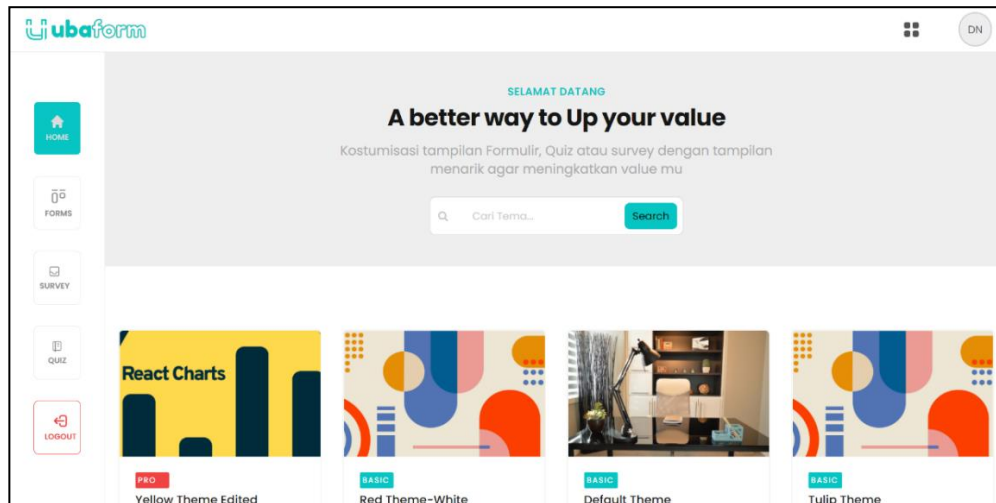 ubaform
DN
SELAMAT DATANG
A better way to Up your value
Kostumisasi tampilan Formulir, Quiz atau survey dengan tampilan
menarik agar meningkatkan value mu
Cari Tema...
Search
HOME
FORMS
SURVEY
QUIZ
LOGOUT
React Charts
PRO
Yellow Theme Edited
BASIC
Red Theme-White
BASIC
Default Theme
BASIC
Tulip Theme